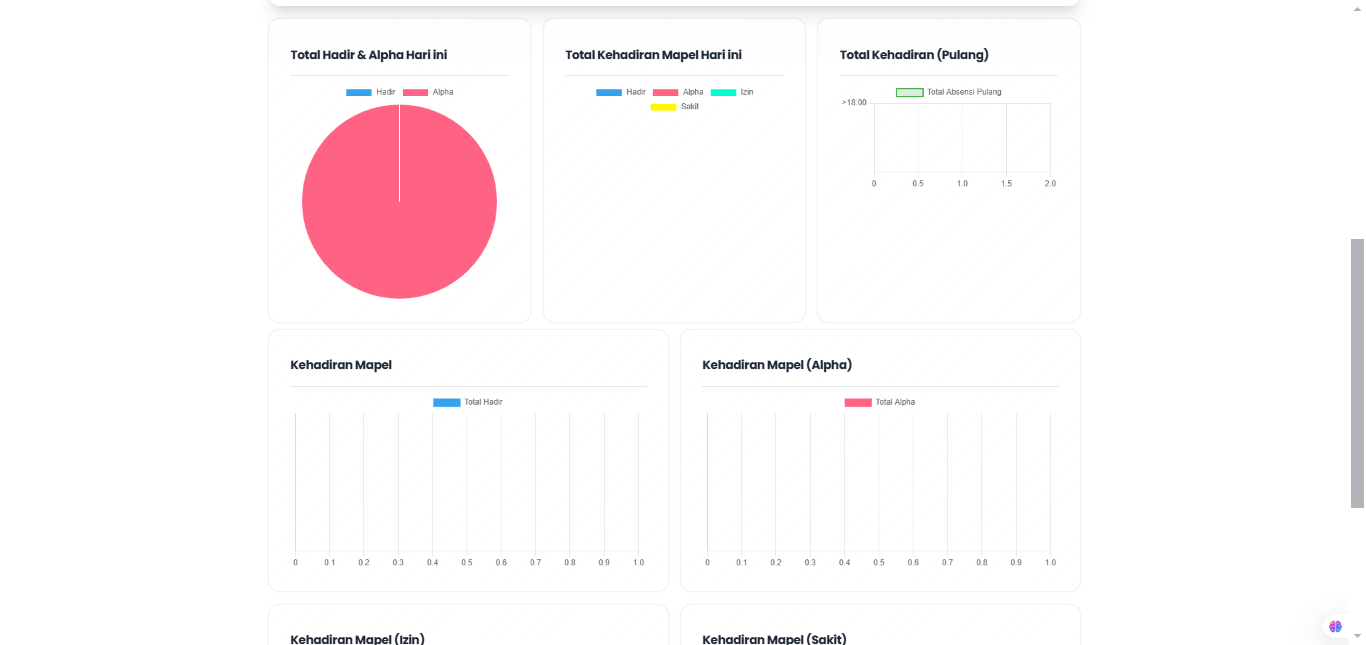 Total Hadir & Alpha Hari ini
Hadir Alpha
Total Kehadiran Mapel Hari ini
Hadir Alpha Izin
Sakit
Total Kehadiran (Pulang)
Total Absensi Pulang
>18:00
0 0.5 1.0 1.5 2.0
Kehadiran Mapel
Total Hadir
0 0.1 0.2 0.3 0.4 0.5 0.6 0.7 0.8 0.9 1.0
Kehadiran Mapel (Alpha)
Total Alpha
0 0.1 0.2 0.3 0.4 0.5 0.6 0.7 0.8 0.9 1.0
Kehadiran Mapel (Izin)
Kehadiran Mapel (Sakit)